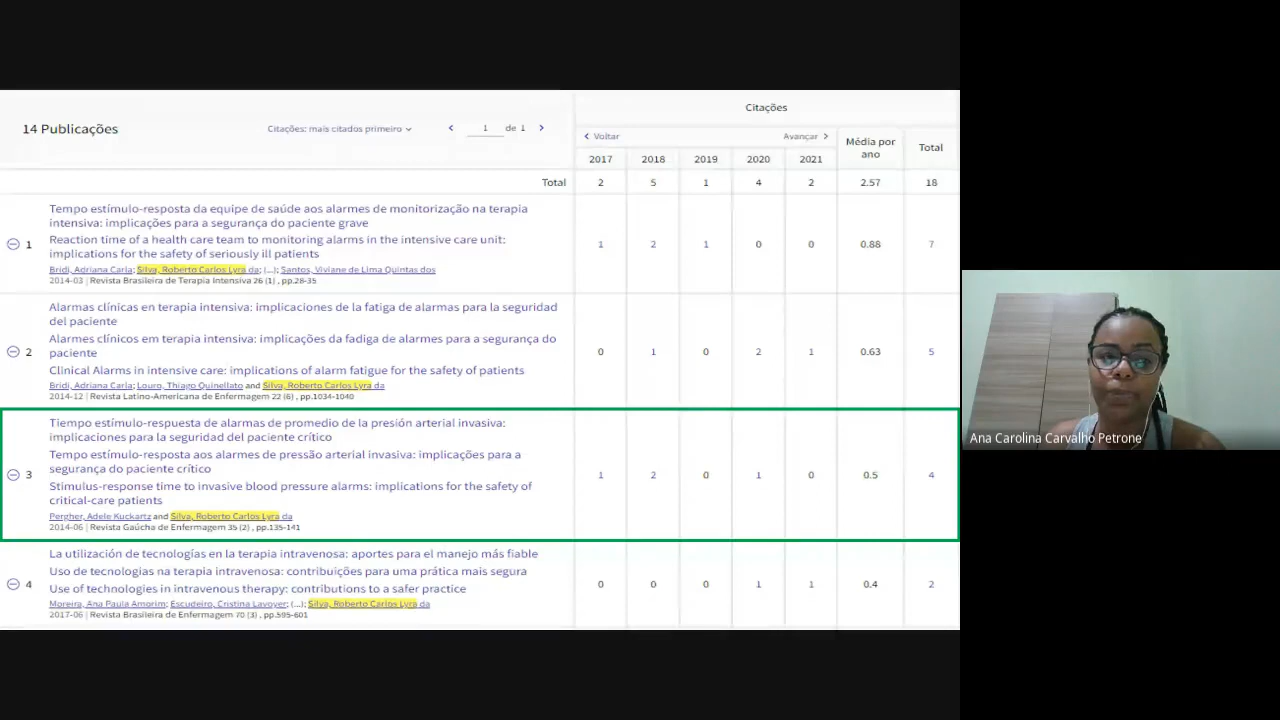 Citações
14 Publicações
Citações: mais citados primeiro
1 de 1
Voltar
Avançar
Média por ano
Total
2017 2018 2019 2020 2021
Total 2 5 1 4 2 2.57 18
Tempo estímulo-resposta da equipe de saúde aos alarmes de monitorização na terapia
intensiva: implicações para a segurança do paciente grave
1 Reaction time of a health care team to monitoring alarms in the intensive care unit: 1 2 1 0 0 0.88 7
implications for the safety of seriously ill patients
Bridi, Adriana Carla; Silva, Roberto Carlos Lyra da; (...); Santos, Viviane de Lima Quintas dos
2014-03 | Revista Brasileira de Terapia Intensiva 26 (1) , pp.28-35
Alarmas clínicas en terapia intensiva: implicaciones de la fatiga de alarmas para la seguridad
del paciente
Alarmes clínicos em terapia intensiva: implicações da fadiga de alarmes para a segurança do
2 paciente 0 1 0 2 1 0.63 5
Clinical Alarms in intensive care: implications of alarm fatigue for the safety of patients
Bridi, Adriana Carla; Louro, Thiago Quinellato and Silva, Roberto Carlos Lyra da
2014-12 | Revista Latino-Americana de Enfermagem 22 (6) , pp.1034-1040
Tiempo estímulo-respuesta de alarmas de promedio de la presión arterial invasiva:
implicaciones para la seguridad del paciente crítico
Tempo estímulo-resposta aos alarmes de pressão arterial invasiva: implicações para a
3 segurança do paciente crítico 1 2 0 1 0 0.5 4
Stimulus-response time to invasive blood pressure alarms: implications for the safety of
critical-care patients
Pergher, Adele Kuckartz and Silva, Roberto Carlos Lyra da
2014-06 | Revista Gaúcha de Enfermagem 35 (2) , pp.135-141
La utilización de tecnologías en la terapia intravenosa: aportes para el manejo más fiable
Uso de tecnologias na terapia intravenosa: contribuições para uma prática mais segura
4 Use of technologies in intravenous therapy: contributions to a safer practice 0 0 0 1 1 0.4 2
Moreira, Ana Paula Amorim; Escudeiro, Cristina Lavoyer; (...); Silva, Roberto Carlos Lyra da
2017-06 | Revista Brasileira de Enfermagem 70 (3) , pp.595-601
Ana Carolina Carvalho Petrone